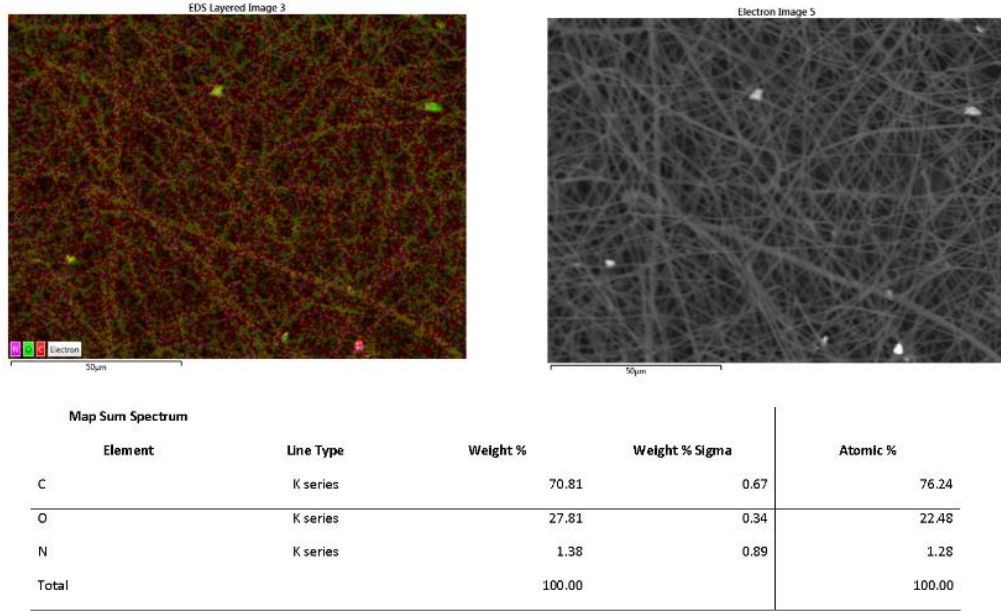 EDS Layered Image 3
Electron Image 5
N O C Electron
50µm
50µm
Map Sum Spectrum
Element Line Type Weight % Weight % Sigma Atomic %
C K series 70.81 0.67 76.24
O K series 27.81 0.34 22.48
N K series 1.38 0.89 1.28
Total 100.00 100.00